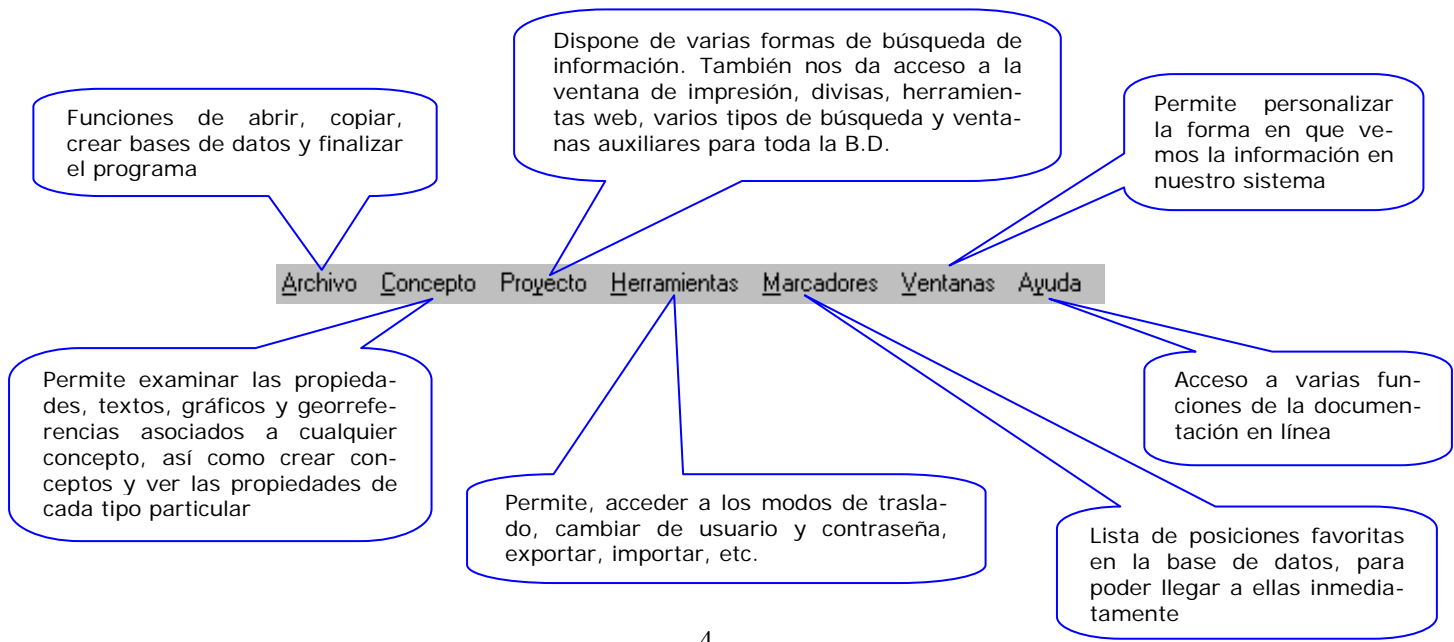 Dispone de varias formas de búsqueda de
información. También nos da acceso a la
ventana de impresión, divisas, herramien-
tas web, varios tipos de búsqueda y venta-
nas auxiliares para toda la B.D.
Funciones de abrir, copiar,
crear bases de datos y finalizar
el programa
Permite personalizar
la forma en que ve-
mos la información en
nuestro sistema
Archivo Concepto Proyecto Herramientas Marcadores Ventanas Ayuda
Permite examinar las propieda-
des, textos, gráficos y georrefe-
rencias asociados a cualquier
concepto, así como crear con-
ceptos y ver las propiedades de
cada tipo particular
Acceso a varias fun-
ciones de la documen-
tación en línea
Permite, acceder a los modos de trasla-
do, cambiar de usuario y contraseña,
exportar, importar, etc.
Lista de posiciones favoritas
en la base de datos, para
poder llegar a ellas inmedia-
tamente
4